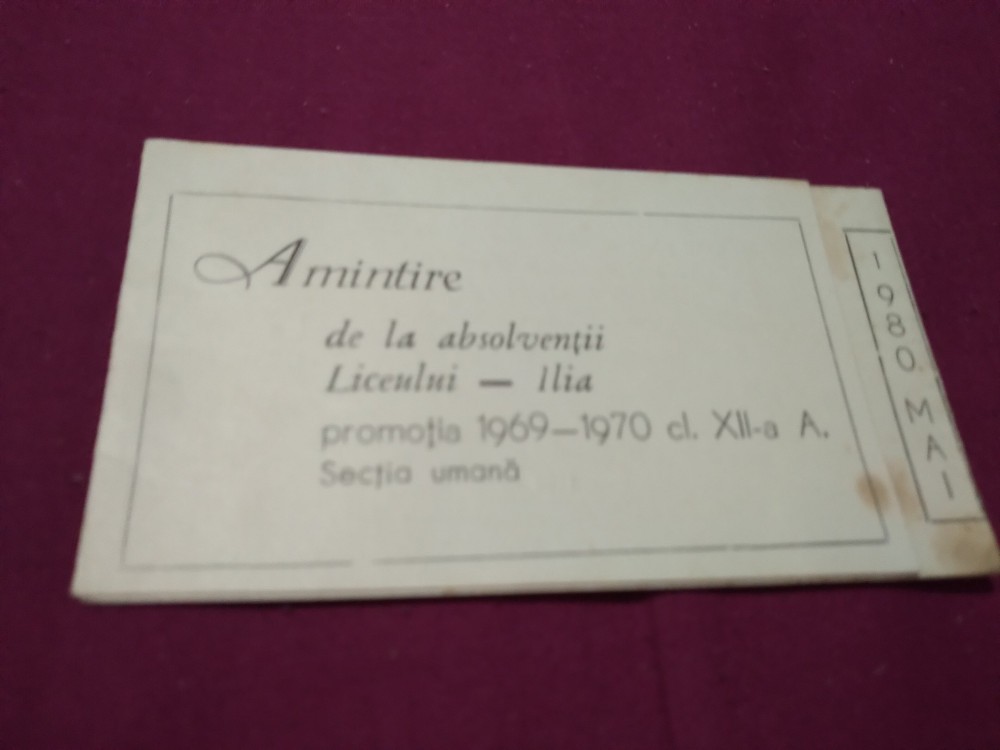 Amintire
de la absolvenții
Liceului — Ilia
promoția 1969—1970 cl. XII-a A.
Secția umană
1980. MAI